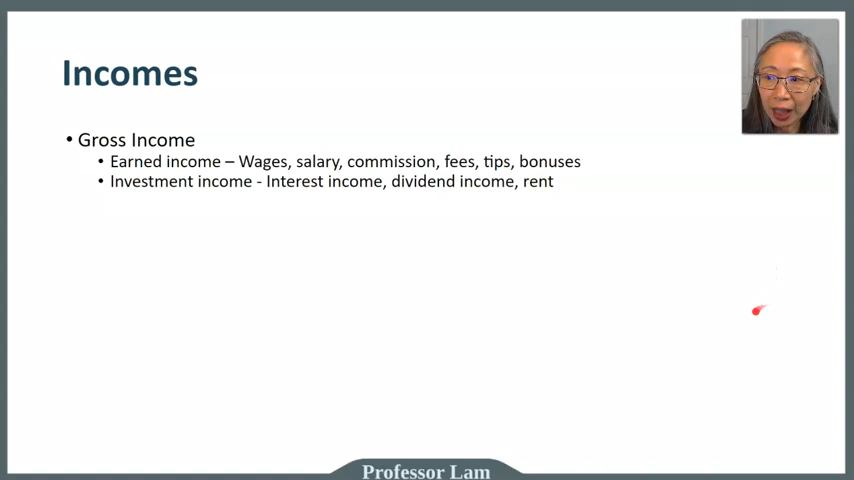 Incomes
• Gross Income
• Earned income – Wages, salary, commission, fees, tips, bonuses
• Investment income - Interest income, dividend income, rent
Professor Lam